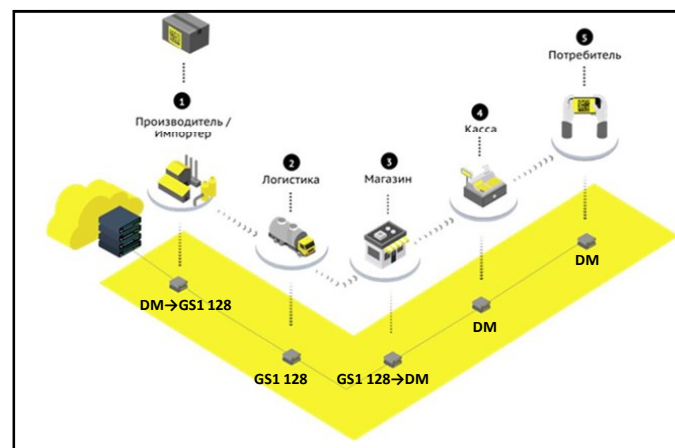 5
Потребитель
1
Производитель /
Импортер
4
Касса
2
Логистика
3
Магазин
DM
DM→GS1 128
DM
GS1 128
GS1 128→DM